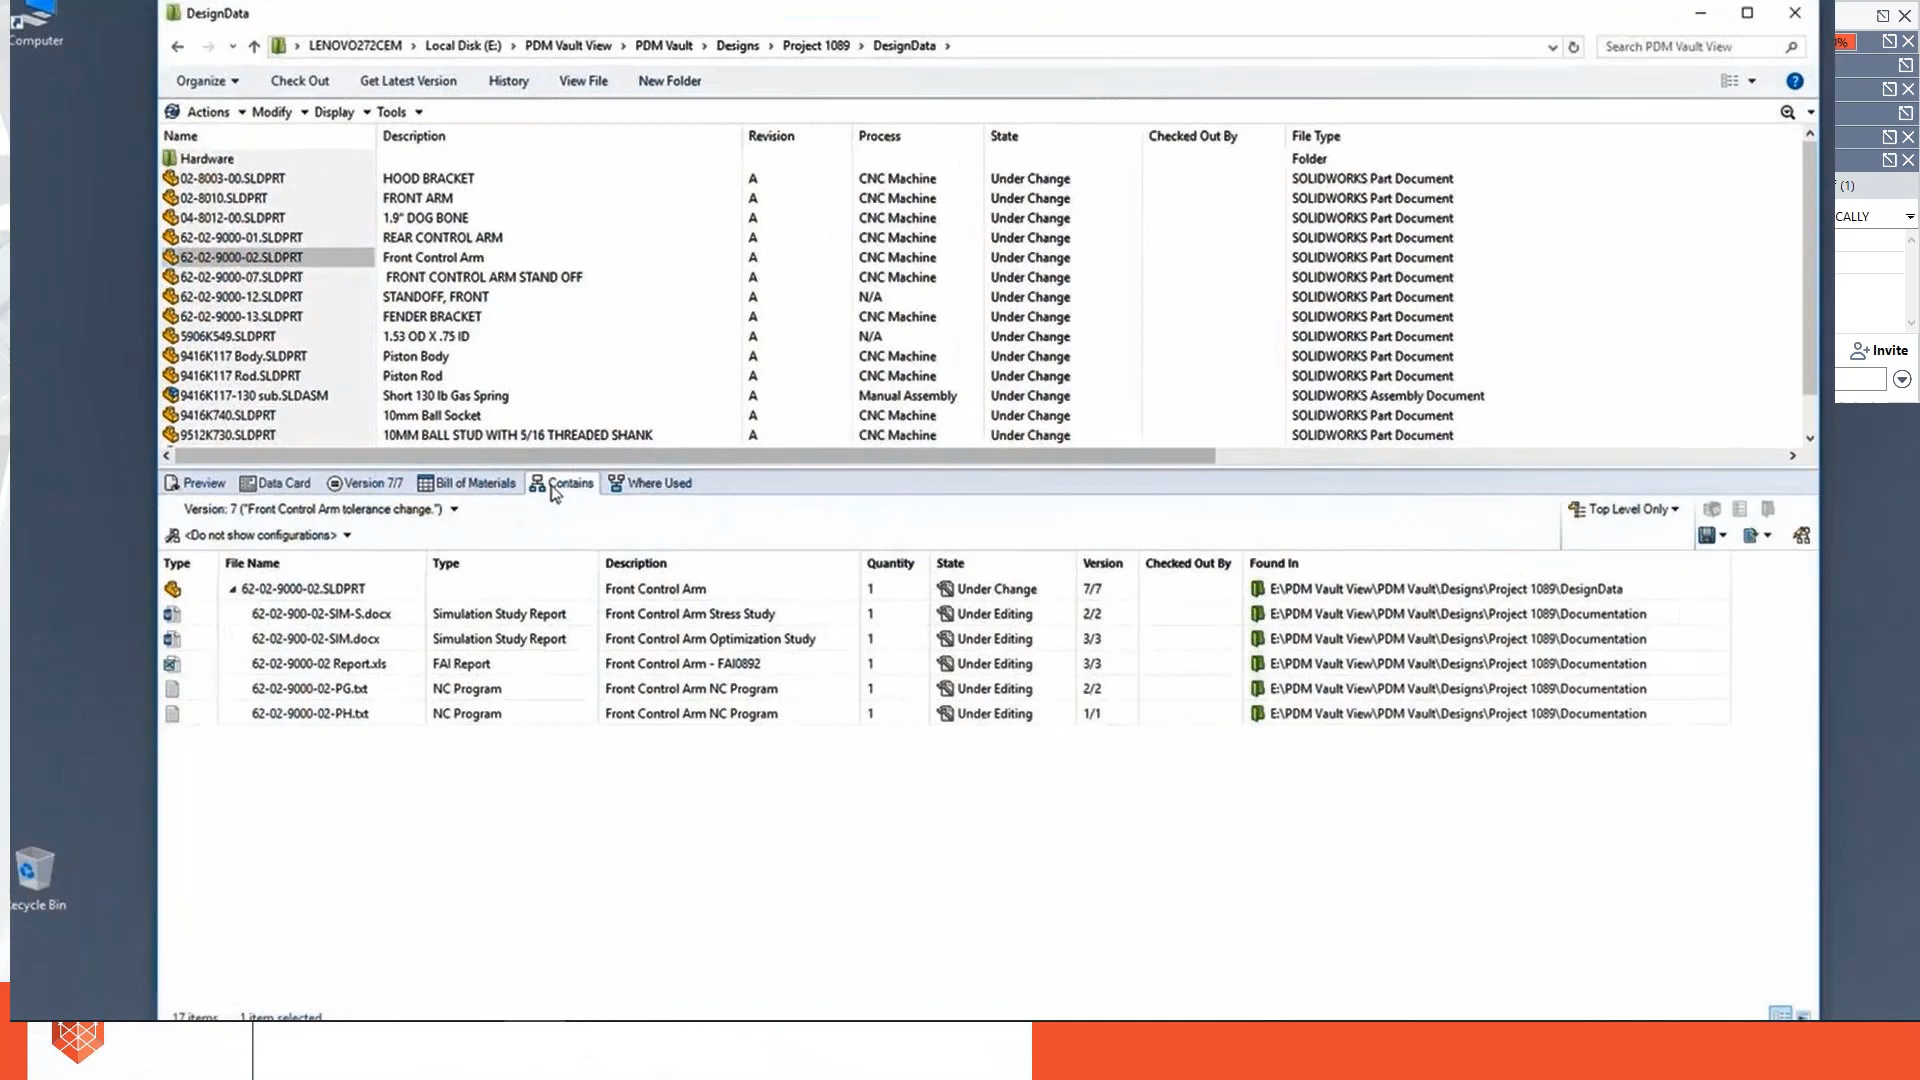 Computer
DesignData
LENOVO272CEM > Local Disk (E:) > PDM Vault View > PDM Vault > Designs > Project 1089 > DesignData >
Search PDM Vault View
Organize Check Out Get Latest Version History View File New Folder
Actions Modify Display Tools
Name Description Revision Process State Checked Out By File Type
Hardware Folder
02-8003-00.SLDPRT HOOD BRACKET A CNC Machine Under Change SOLIDWORKS Part Document
02-8010.SLDPRT FRONT ARM A CNC Machine Under Change SOLIDWORKS Part Document
04-8012-00.SLDPRT 1.9" DOG BONE A CNC Machine Under Change SOLIDWORKS Part Document
62-02-9000-01.SLDPRT REAR CONTROL ARM A CNC Machine Under Change SOLIDWORKS Part Document
62-02-9000-02.SLDPRT Front Control Arm A CNC Machine Under Change SOLIDWORKS Part Document
62-02-9000-07.SLDPRT FRONT CONTROL ARM STAND OFF A CNC Machine Under Change SOLIDWORKS Part Document
62-02-9000-12.SLDPRT STANDOFF, FRONT A N/A Under Change SOLIDWORKS Part Document
62-02-9000-13.SLDPRT FENDER BRACKET A CNC Machine Under Change SOLIDWORKS Part Document
5906K549.SLDPRT 1.53 OD X .75 ID A N/A Under Change SOLIDWORKS Part Document
9416K117 Body.SLDPRT Piston Body A CNC Machine Under Change SOLIDWORKS Part Document
9416K117 Rod.SLDPRT Piston Rod A CNC Machine Under Change SOLIDWORKS Part Document
9416K117-130 sub.SLDASM Short 130 lb Gas Spring A Manual Assembly Under Change SOLIDWORKS Assembly Document
9416K740.SLDPRT 10mm Ball Socket A CNC Machine Under Change SOLIDWORKS Part Document
9512K730.SLDPRT 10MM BALL STUD WITH 5/16 THREADED SHANK A CNC Machine Under Change SOLIDWORKS Part Document
Preview Data Card Version 7/7 Bill of Materials Contains Where Used
Version: 7 ("Front Control Arm tolerance change.") Top Level Only
<Do not show configurations>
Type File Name Type Description Quantity State Version Checked Out By Found In
62-02-9000-02.SLDPRT Front Control Arm 1 Under Change 7/7 E:\PDM Vault View\PDM Vault\Designs\Project 1089\DesignData
62-02-900-02-SIM-S.docx Simulation Study Report Front Control Arm Stress Study 1 Under Editing 2/2 E:\PDM Vault View\PDM Vault\Designs\Project 1089\Documentation
62-02-900-02-SIM.docx Simulation Study Report Front Control Arm Optimization Study 1 Under Editing 3/3 E:\PDM Vault View\PDM Vault\Designs\Project 1089\Documentation
62-02-9000-02 Report.xls FAI Report Front Control Arm - FAI0892 1 Under Editing 3/3 E:\PDM Vault View\PDM Vault\Designs\Project 1089\Documentation
62-02-9000-02-PG.txt NC Program Front Control Arm NC Program 1 Under Editing 2/2 E:\PDM Vault View\PDM Vault\Designs\Project 1089\Documentation
62-02-9000-02-PH.txt NC Program Front Control Arm NC Program 1 Under Editing 1/1 E:\PDM Vault View\PDM Vault\Designs\Project 1089\Documentation
17 items 1 item selected
ecycle Bin
%
(1)
CALLY
Invite